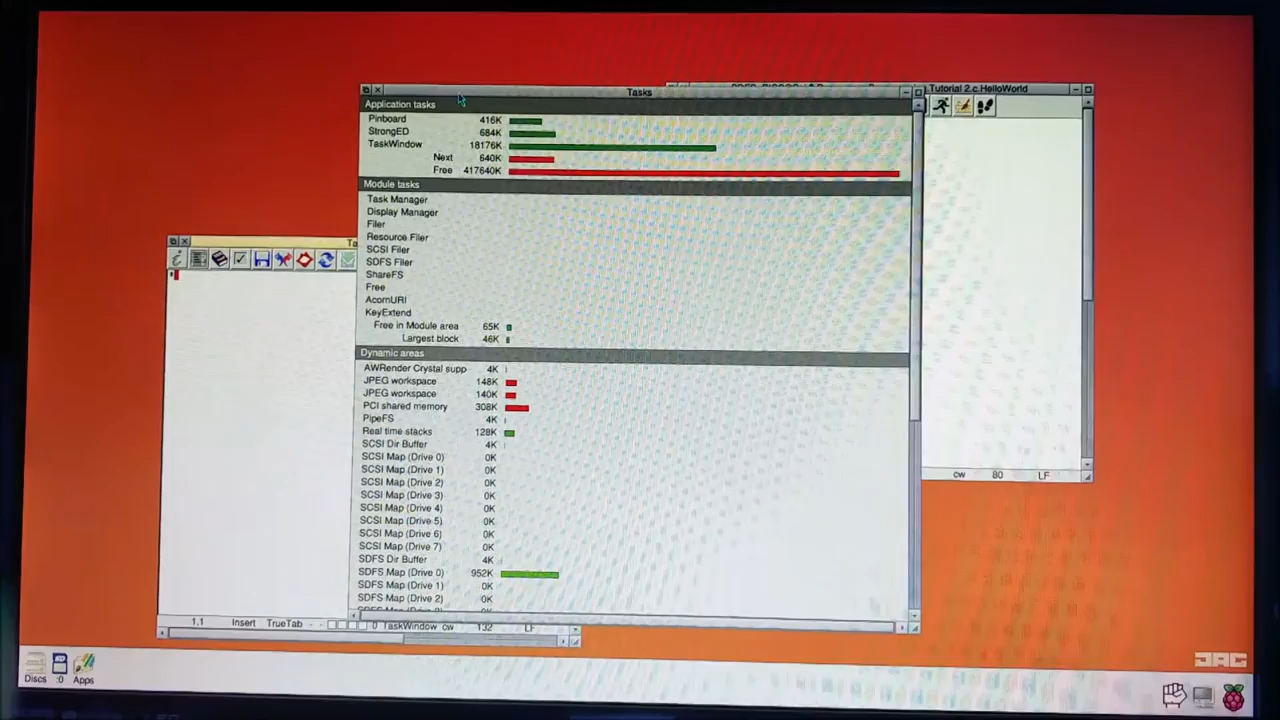 Tasks
Tutorial 2.c.HelloWorld
Application tasks
Pinboard 416K
StrongED 684K
TaskWindow 18176K
Next 640K
Free 417640K
Module tasks
Task Manager
Display Manager
Filer
Resource Filer
SCSI Filer
SDFS Filer
ShareFS
Free
AcornURI
KeyExtend
Free in Module area 65K
Largest block 46K
Dynamic areas
AWRender Crystal supp 4K
JPEG workspace 148K
JPEG workspace 140K
PCI shared memory 308K
PipeFS 4K
Real time stacks 128K
SCSI Dir Buffer 4K
SCSI Map (Drive 0) 0K
SCSI Map (Drive 1) 0K
SCSI Map (Drive 2) 0K
SCSI Map (Drive 3) 0K
SCSI Map (Drive 4) 0K
SCSI Map (Drive 5) 0K
SCSI Map (Drive 6) 0K
SCSI Map (Drive 7) 0K
SDFS Dir Buffer 4K
SDFS Map (Drive 0) 952K
SDFS Map (Drive 1) 0K
SDFS Map (Drive 2) 0K
cw 80 LF
Ta
*
1,1 Insert TrueTab - - 0 TaskWindow cw 132 LF
Discs :0 Apps